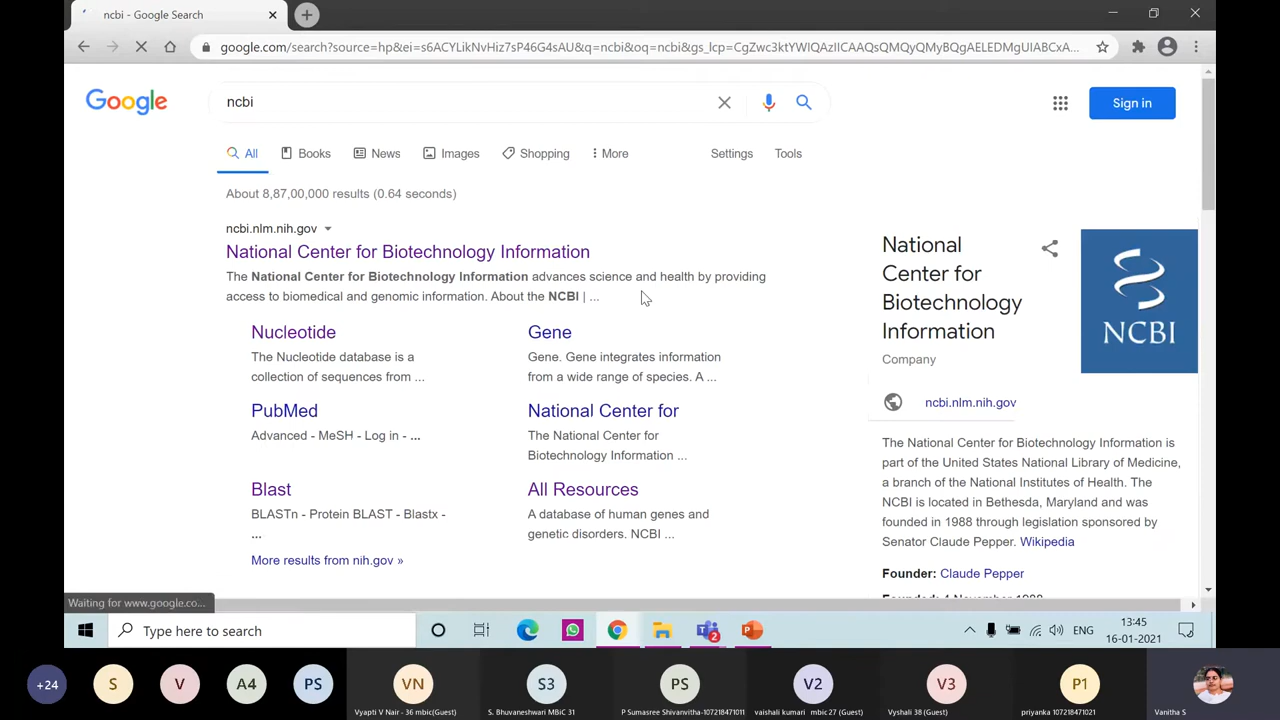 ncbi - Google Search
google.com/search?source=hp&ei=s6ACYLikNvHiz7sP46G4sAU&q=ncbi&oq=ncbi&gs_lcp=CgZwc3ktYWIQAzIICAAQsQMQyQMyBQgAELEDMgUIABCxA...
Google
ncbi
Sign in
All
Books
News
Images
Shopping
More
Settings
Tools
About 8,87,00,000 results (0.64 seconds)
ncbi.nlm.nih.gov
National Center for Biotechnology Information
The National Center for Biotechnology Information advances science and health by providing
access to biomedical and genomic information. About the NCBI | ...
Nucleotide
The Nucleotide database is a
collection of sequences from ...
Gene
Gene. Gene integrates information
from a wide range of species. A ...
PubMed
Advanced - MeSH - Log in - ...
National Center for
The National Center for
Biotechnology Information ...
Blast
BLASTn - Protein BLAST - Blastx -
...
All Resources
A database of human genes and
genetic disorders. NCBI ...
More results from nih.gov »
National
Center for
Biotechnology
Information
Company
NCBI
ncbi.nlm.nih.gov
The National Center for Biotechnology Information is
part of the United States National Library of Medicine,
a branch of the National Institutes of Health. The
NCBI is located in Bethesda, Maryland and was
founded in 1988 through legislation sponsored by
Senator Claude Pepper. Wikipedia
Founder: Claude Pepper
Founded: 4 November 1988
Waiting for www.google.co...
Type here to search
2
ENG
13:45
16-01-2021
+24
S
V
A4
PS
VN
Vyapti V Nair - 36 mbic(Guest)
S3
S. Bhuvaneshwari MBiC 31
PS
P Sumasree Shivanvitha-107218471011
V2
vaishali kumari mbic 27 (Guest)
V3
Vyshali 38 (Guest)
P1
priyanka 107218471021
Vanitha S